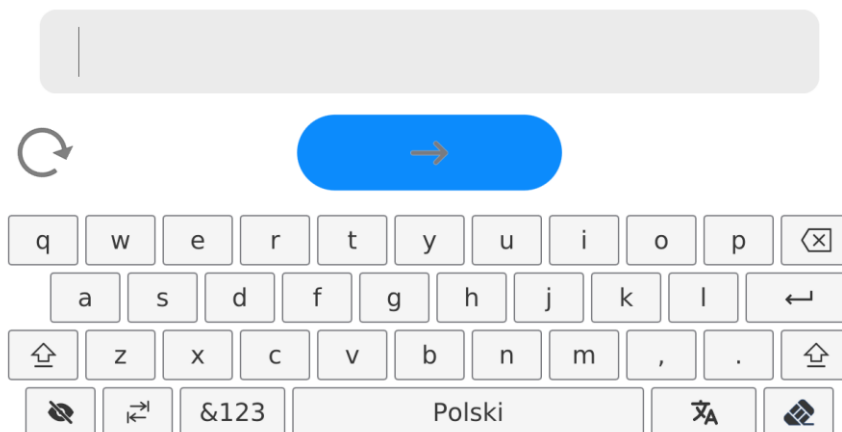 q w e r t y u i o p
a s d f g h j k l
z x c v b n m , .
&123 Polski